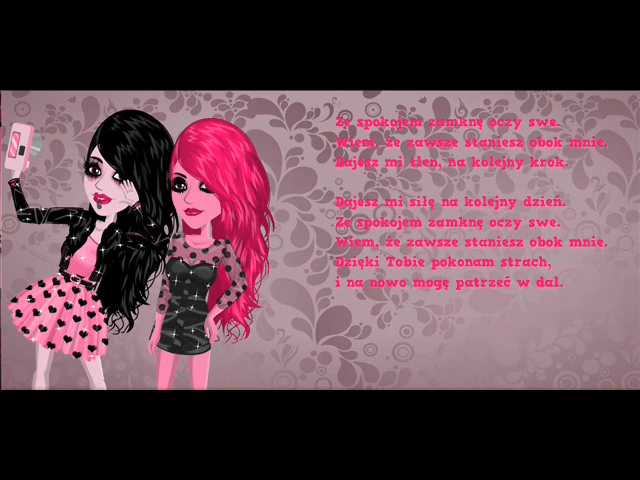 Ze spokojem zamknę oczy swe.
Wiem, że zawsze staniesz obok mnie.
Dajesz mi tlen, na kolejny krok.
Dajesz mi siłę na kolejny dzień.
Ze spokojem zamknę oczy swe.
Wiem, że zawsze staniesz obok mnie.
Dzięki Tobie pokonam strach,
i na nowo mogę patrzeć w dal.